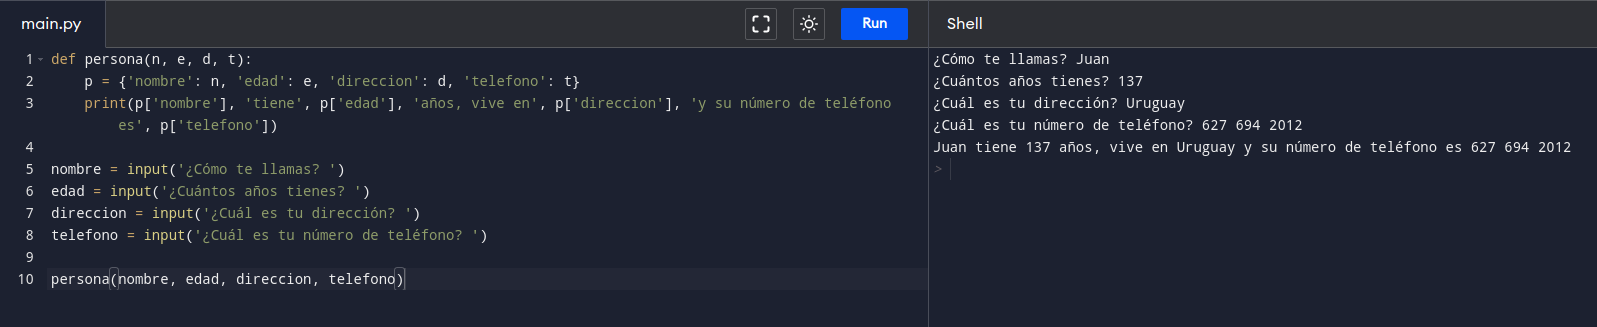 main.py
Run
Shell
1 def persona(n, e, d, t):
2 p = {'nombre': n, 'edad': e, 'direccion': d, 'telefono': t}
3 print(p['nombre'], 'tiene', p['edad'], 'años, vive en', p['direccion'], 'y su número de teléfono
es', p['telefono'])
4
5 nombre = input('¿Cómo te llamas? ')
6 edad = input('¿Cuántos años tienes? ')
7 direccion = input('¿Cuál es tu dirección? ')
8 telefono = input('¿Cuál es tu número de teléfono? ')
9
10 persona(nombre, edad, direccion, telefono)
¿Cómo te llamas? Juan
¿Cuántos años tienes? 137
¿Cuál es tu dirección? Uruguay
¿Cuál es tu número de teléfono? 627 694 2012
Juan tiene 137 años, vive en Uruguay y su número de teléfono es 627 694 2012
>